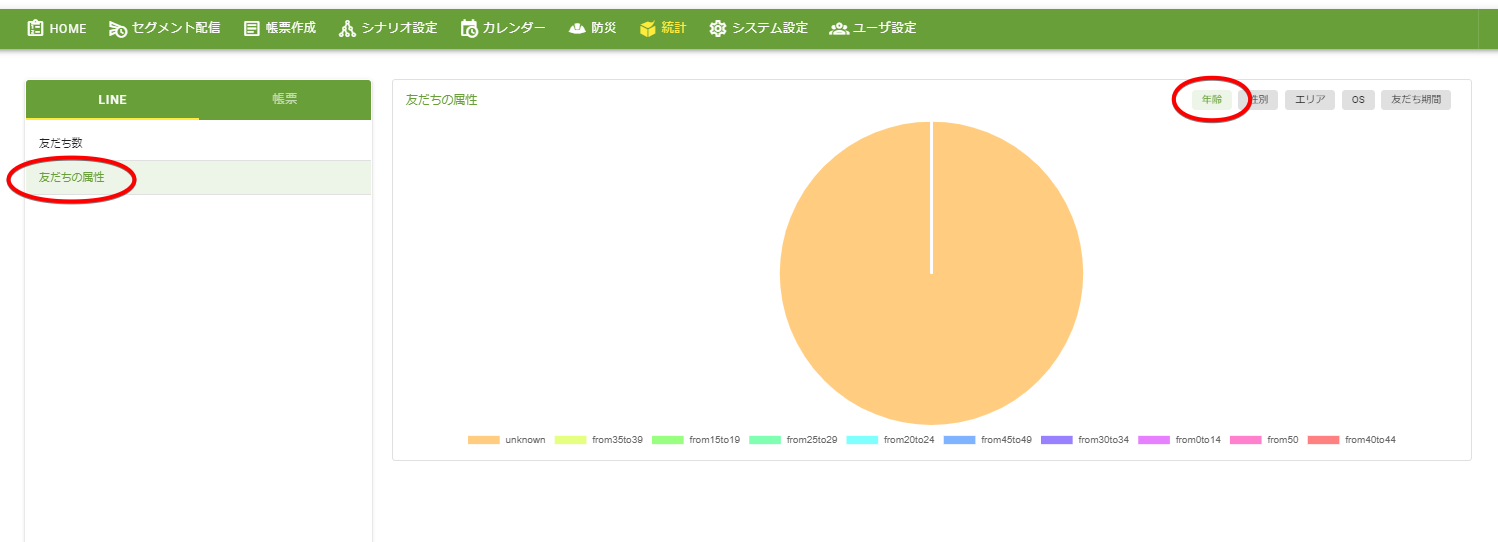 HOME セグメント配信 帳票作成 シナリオ設定 カレンダー 防災 統計 システム設定 ユーザ設定
LINE 帳票
友だちの属性 年齢 性別 エリア OS 友だち期間
友だち数
友だちの属性
unknown from35to39 from15to19 from25to29 from20to24 from45to49 from30to34 from0to14 from50 from40to44